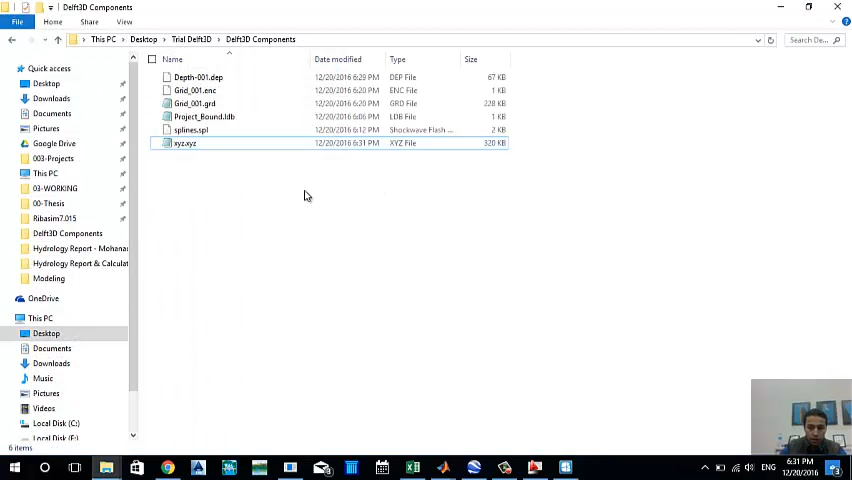 Delft3D Components
File Home Share View
This PC Desktop Trial Delft3D Delft3D Components Search De...
Name Date modified Type Size
Depth-001.dep 12/20/2016 6:29 PM DEP File 67 KB
Grid_001.enc 12/20/2016 6:20 PM ENC File 1 KB
Grid_001.grd 12/20/2016 6:20 PM GRD File 228 KB
Project_Bound.ldb 12/20/2016 6:06 PM LDB File 1 KB
splines.spl 12/20/2016 6:12 PM Shockwave Flash ... 2 KB
xyz.xyz 12/20/2016 6:31 PM XYZ File 320 KB
Quick access
Desktop
Downloads
Documents
Pictures
Google Drive
003-Projects
This PC
03-WORKING
00-Thesis
Ribasim7.015
Delft3D Components
Hydrology Report - Mohana
Hydrology Report & Calculat
Modeling
OneDrive
This PC
Desktop
Documents
Downloads
Music
Pictures
Videos
Local Disk (C:)
6 items
ENG 6:31 PM
12/20/2016